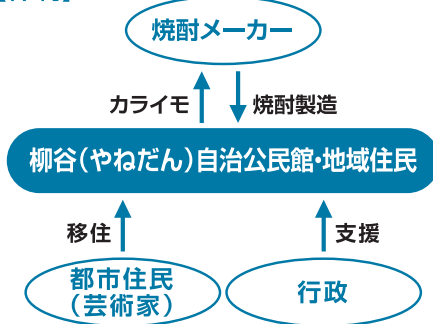 焼酎メーカー
カライモ
焼酎製造
柳谷(やねだん)自治公民館・地域住民
移住
支援
都市住民
(芸術家)
行政